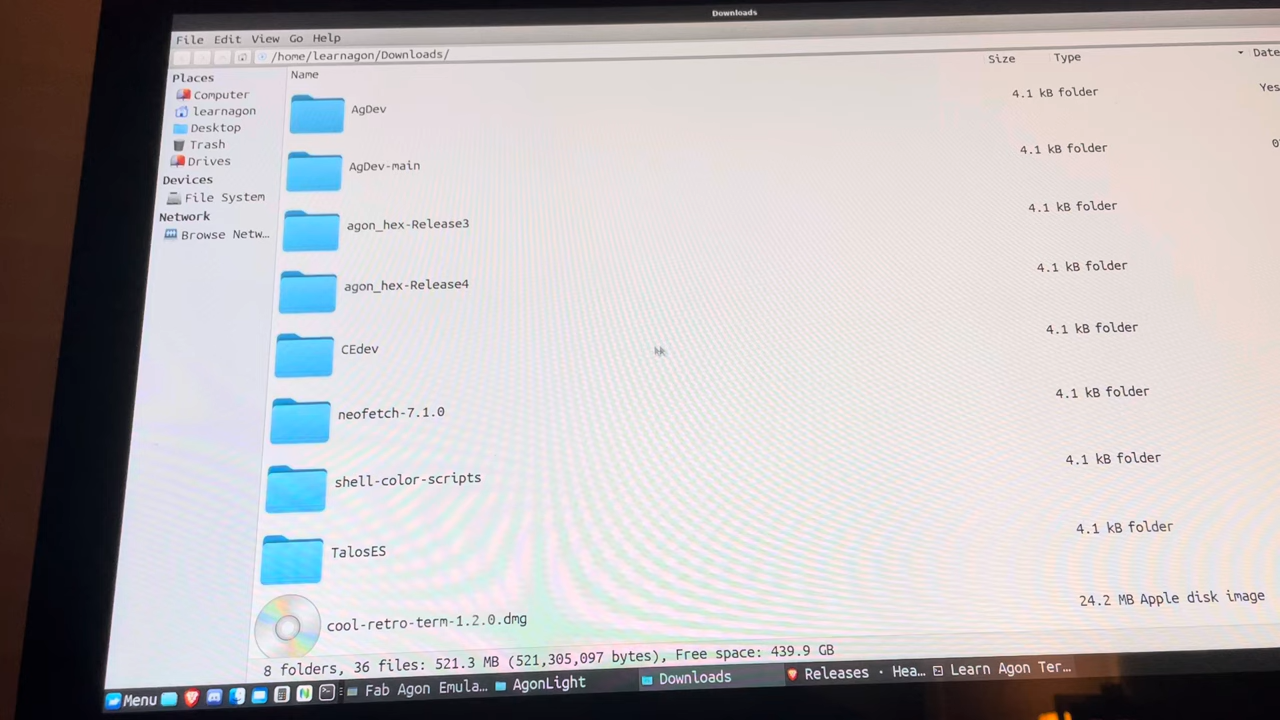 Downloads
File Edit View Go Help
/home/learnagon/Downloads/
Places
Computer
learnagon
Desktop
Trash
Drives
Devices
File System
Network
Browse Netw...
Name Size Type Date
AgDev 4.1 kB folder Yes
AgDev-main 4.1 kB folder 0
agon_hex-Release3 4.1 kB folder
agon_hex-Release4 4.1 kB folder
CEdev 4.1 kB folder
neofetch-7.1.0 4.1 kB folder
shell-color-scripts 4.1 kB folder
TalosES 4.1 kB folder
cool-retro-term-1.2.0.dmg 24.2 MB Apple disk image
8 folders, 36 files: 521.3 MB (521,305,097 bytes), Free space: 439.9 GB
Menu Fab Agon Emula... AgonLight Downloads Releases · Hea... Learn Agon Ter...